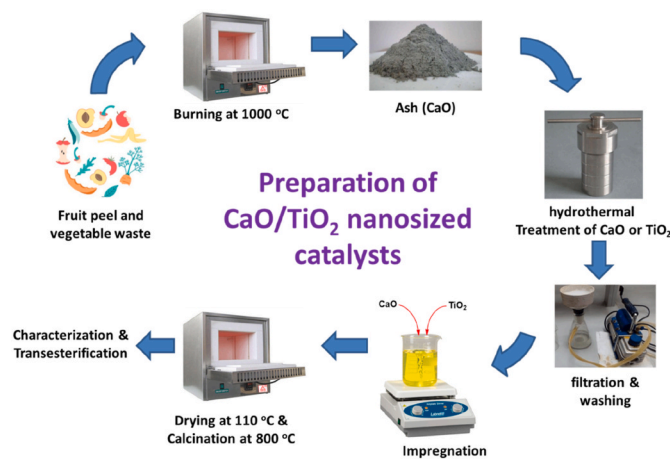 Burning at 1000 °C
Ash (CaO)
Fruit peel and
vegetable waste
Preparation of
CaO/TiO₂ nanosized
catalysts
hydrothermal
Treatment of CaO or TiO₂
Characterization &
Transesterification
Drying at 110 °C &
Calcination at 800 °C
CaO
TiO₂
Impregnation
filtration &
washing